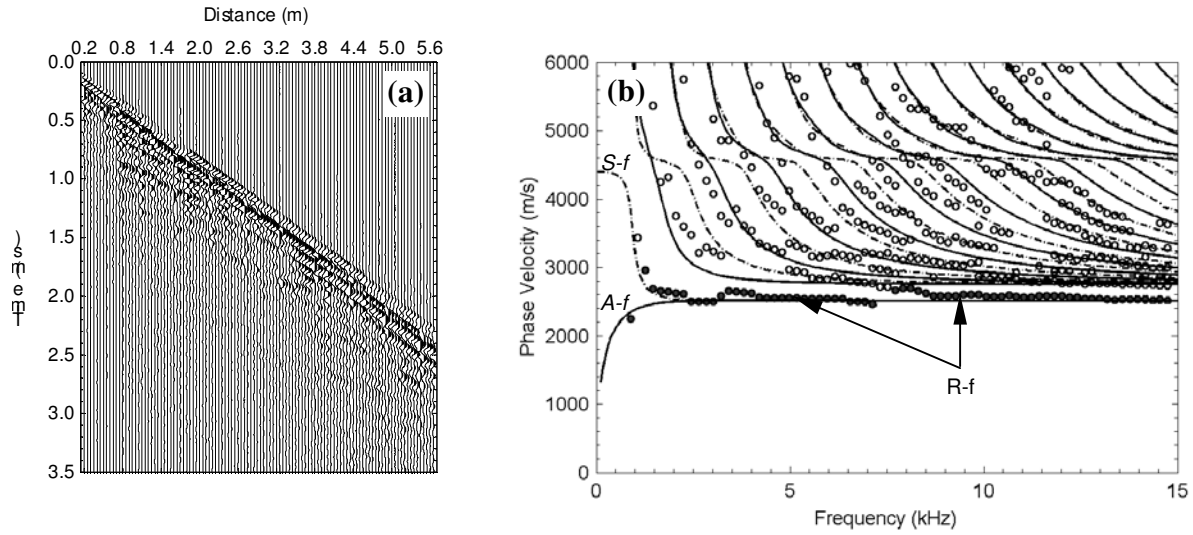 Distance (m)
0.2 0.8 1.4 2.0 2.6 3.2 3.8 4.4 5.0 5.6
0.0
0.5
1.0
1.5
2.0
2.5
3.0
3.5
Time (ms)
(a)
(b)
6000
5000
4000
3000
2000
1000
0
Phase Velocity (m/s)
S-f
A-f
R-f
0 5 10 15
Frequency (kHz)